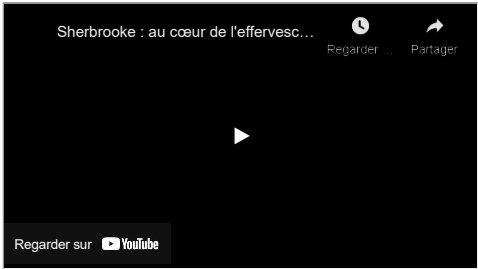 Sherbrooke : au cœur de l'effervesc...
Regarder ...
Partager
Regarder sur YouTube